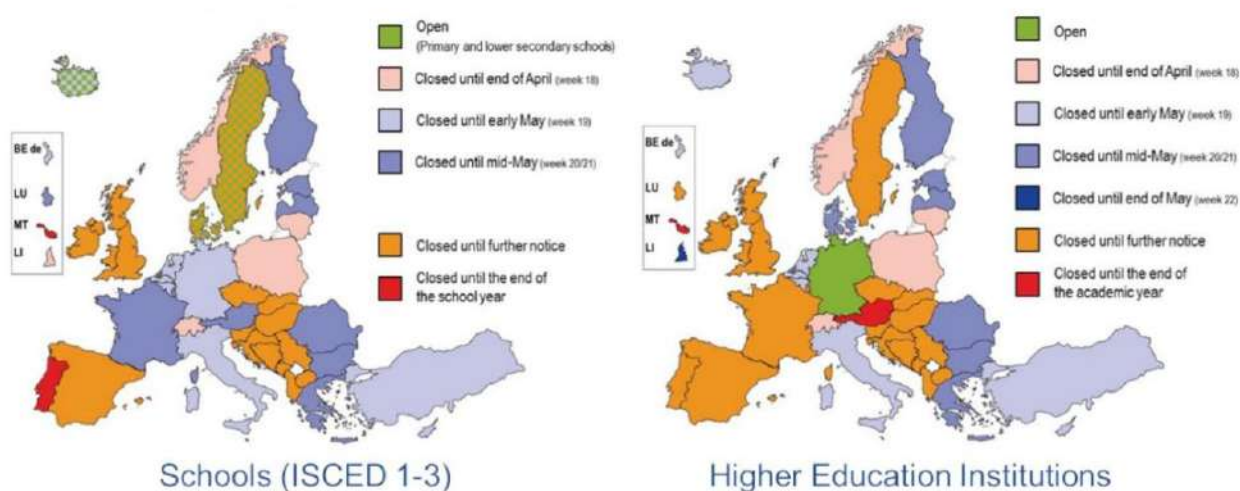 Open
(Primary and lower secondary schools)
Closed until end of April (week 18)
Closed until early May (week 19)
Closed until mid-May (week 20/21)
Closed until further notice
Closed until the end of
the school year
BE de
LU
MT
LI
Schools (ISCED 1-3)
Open
Closed until end of April (week 18)
Closed until early May (week 19)
Closed until mid-May (week 20/21)
Closed until end of May (week 22)
Closed until further notice
Closed until the end of
the academic year
BE de
LU
MT
LI
Higher Education Institutions